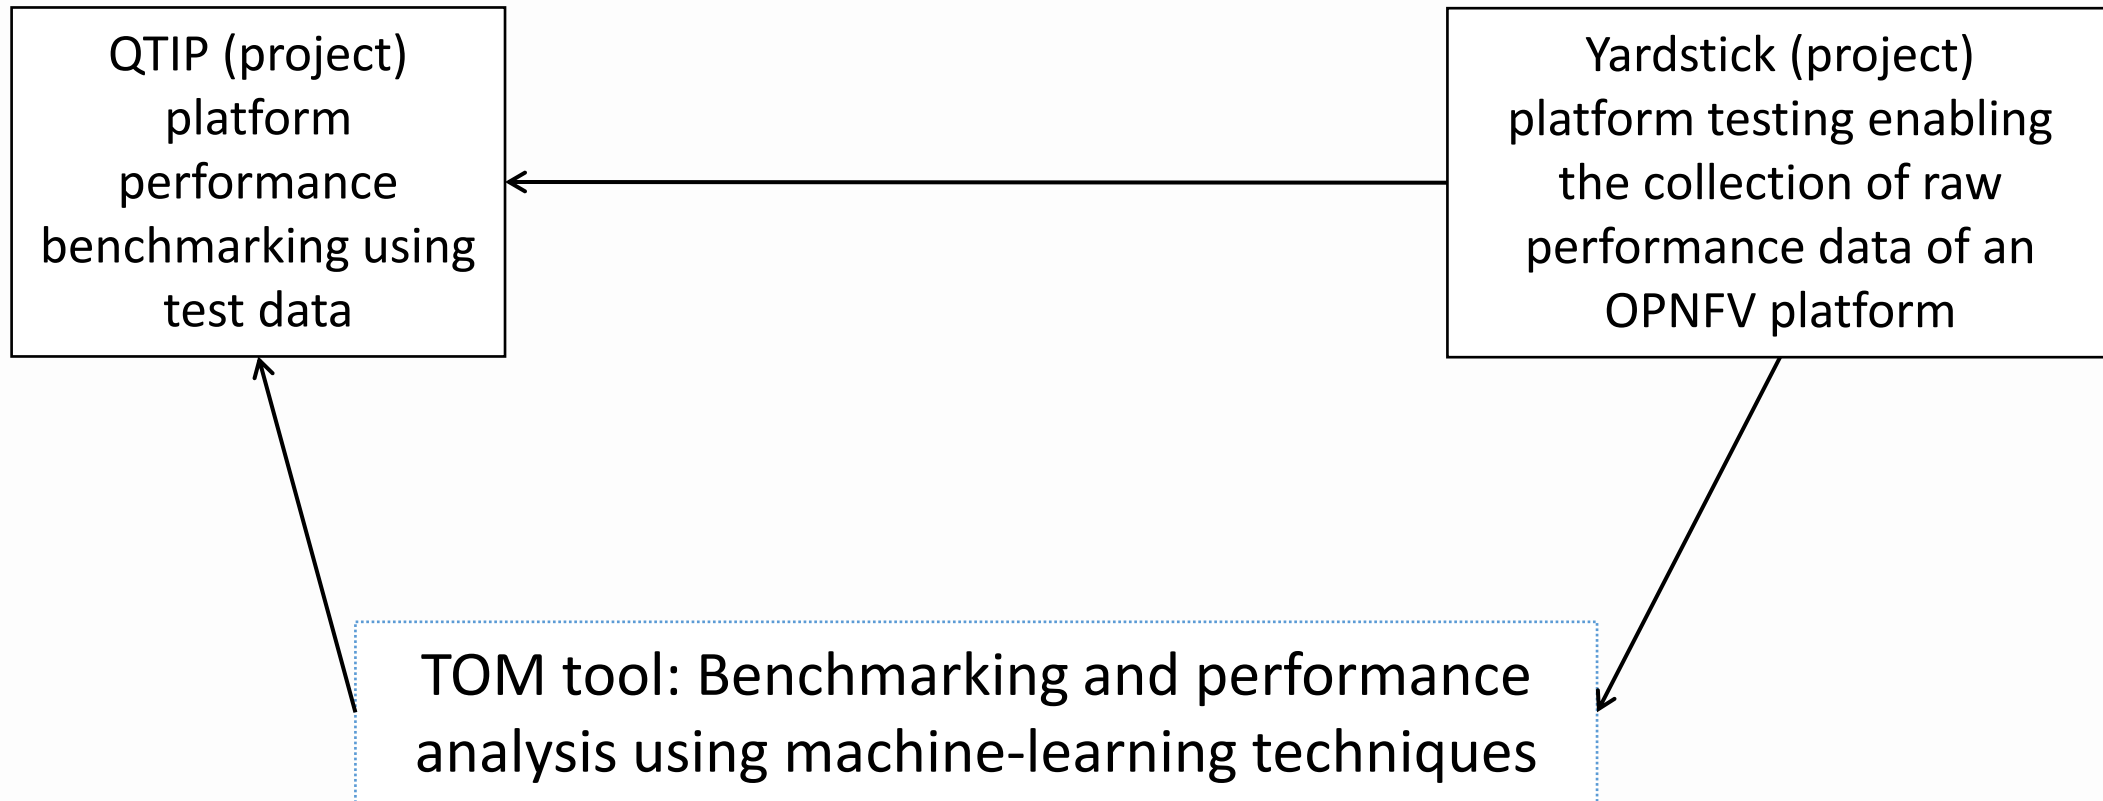 QTIP (project)
platform
performance
benchmarking using
test data
Yardstick (project)
platform testing enabling
the collection of raw
performance data of an
OPNFV platform
TOM tool: Benchmarking and performance
analysis using machine-learning techniques